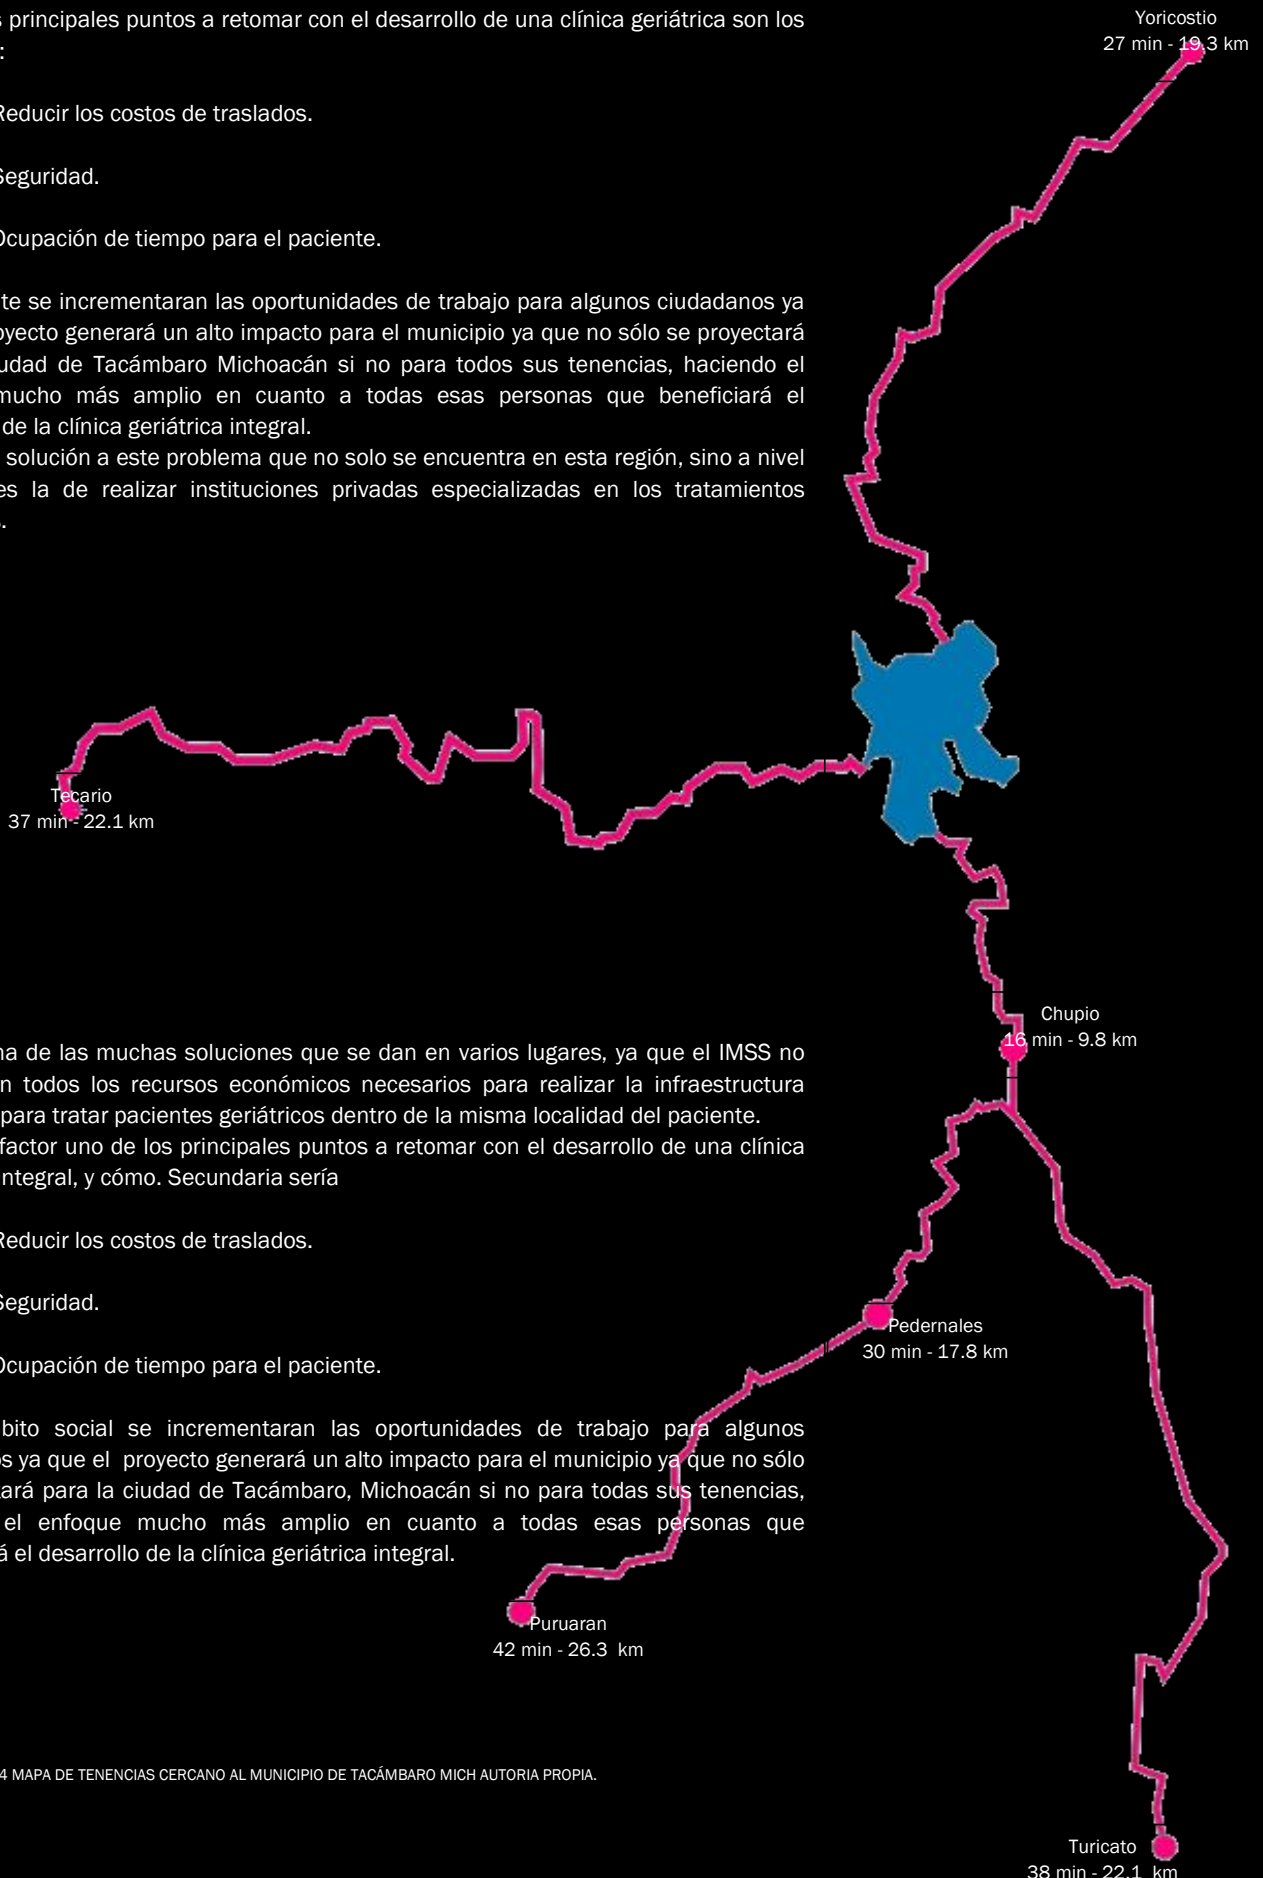 principales puntos a retomar con el desarrollo de una clínica geriátrica son los
:
Reducir los costos de traslados.
Seguridad.
Ocupación de tiempo para el paciente.
te se incrementaran las oportunidades de trabajo para algunos ciudadanos ya
oyecto generará un alto impacto para el municipio ya que no sólo se proyectará
udad de Tacámbaro Michoacán si no para todos sus tenencias, haciendo el
mucho más amplio en cuanto a todas esas personas que beneficiará el
de la clínica geriátrica integral.
solución a este problema que no solo se encuentra en esta región, sino a nivel
es la de realizar instituciones privadas especializadas en los tratamientos
Yoricostio
27 min - 19.3 km
Tecario
37 min - 22.1 km
Chupio
16 min - 9.8 km
na de las muchas soluciones que se dan en varios lugares, ya que el IMSS no
n todos los recursos económicos necesarios para realizar la infraestructura
para tratar pacientes geriátricos dentro de la misma localidad del paciente.
factor uno de los principales puntos a retomar con el desarrollo de una clínica
ntegral, y cómo. Secundaria sería
Reducir los costos de traslados.
Seguridad.
Ocupación de tiempo para el paciente.
Pedernales
30 min - 17.8 km
bito social se incrementaran las oportunidades de trabajo para algunos
s ya que el proyecto generará un alto impacto para el municipio ya que no sólo
tará para la ciudad de Tacámbaro, Michoacán si no para todas sus tenencias,
el enfoque mucho más amplio en cuanto a todas esas personas que
á el desarrollo de la clínica geriátrica integral.
Puruaran
42 min - 26.3 km
4 MAPA DE TENENCIAS CERCANO AL MUNICIPIO DE TACÁMBARO MICH AUTORIA PROPIA.
Turicato
38 min - 22.1 km